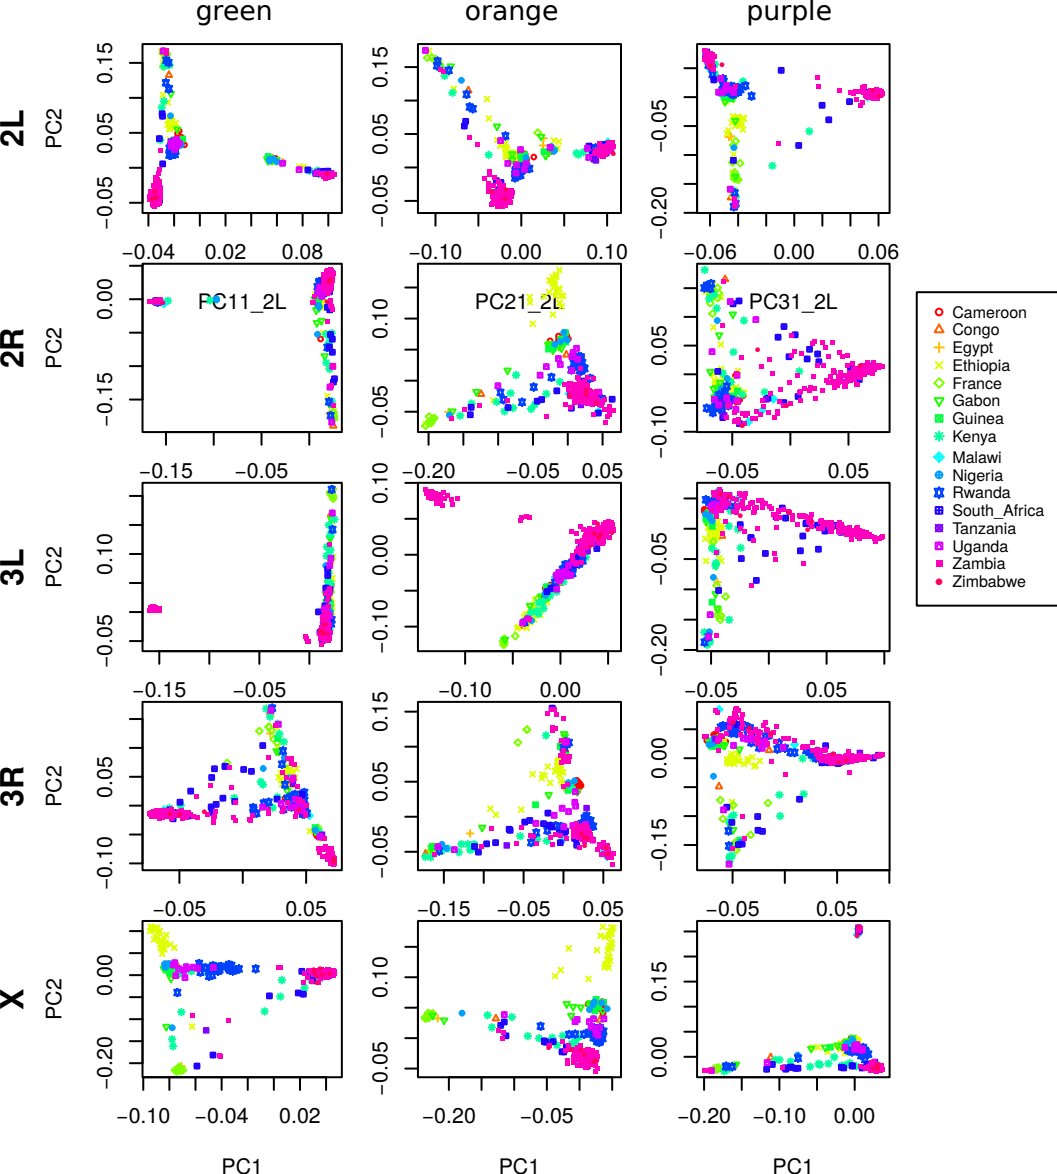 green orange purple
2L
PC2
0.15
0.05
−0.05
0.15
0.05
−0.05
−0.05
−0.20
−0.04 0.02 0.08
−0.10 0.00 0.10
−0.06 0.00 0.06
PC11_2L PC21_2L PC31_2L
2R
PC2
0.00
−0.15
0.10
−0.05
0.05
−0.10
−0.15 −0.05
−0.20 −0.05 0.05
−0.05 0.05
Cameroon
Congo
Egypt
Ethiopia
France
Gabon
Guinea
Kenya
Malawi
Nigeria
Rwanda
South_Africa
Tanzania
Uganda
Zambia
Zimbabwe
3L
PC2
0.10
−0.05
0.10
0.00
−0.10
−0.05
−0.20
−0.15 −0.05
−0.10 0.00
−0.05 0.05
3R
PC2
0.05
−0.10
0.15
0.05
−0.05
0.00
−0.15
−0.05 0.05
−0.15 −0.05 0.05
−0.05 0.05
X
PC2
0.00
−0.20
0.10
−0.05
0.15
0.00
−0.10 −0.04 0.02
−0.20 −0.05
−0.20 −0.10 0.00
PC1 PC1 PC1